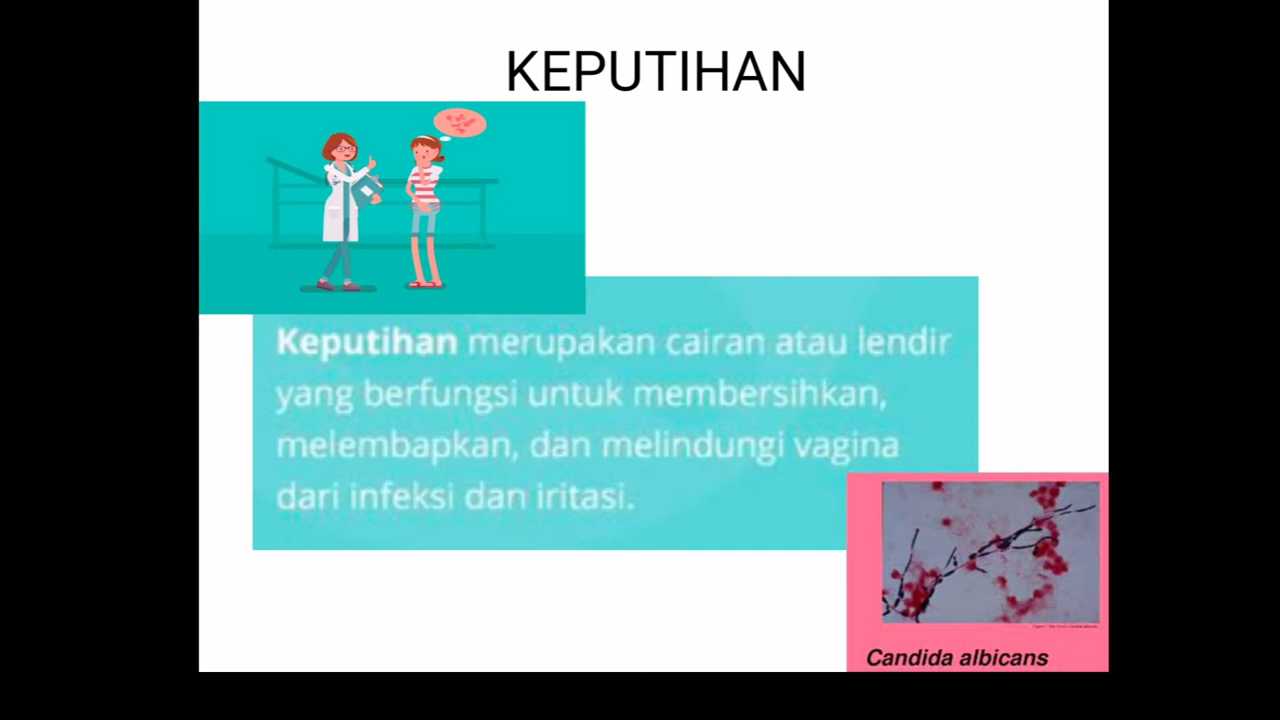 KEPUTIHAN
Keputihan merupakan cairan atau lendir
yang berfungsi untuk membersihkan,
melembapkan, dan melindungi vagina
dari infeksi dan iritasi.
Candida albicans